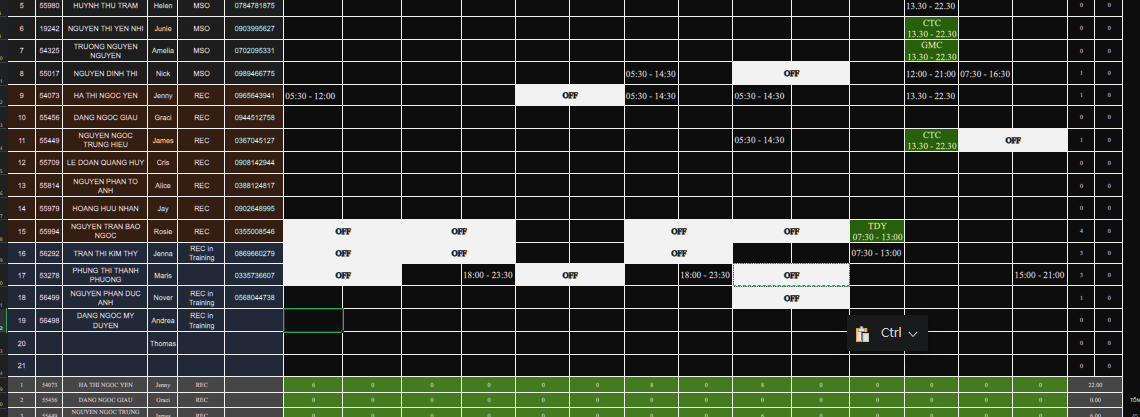 5 55980 HUYNH THU TRAM Helen MSO 0784781875 13.30 - 22.30 0 0
6 19242 NGUYEN THI YEN NHI Junie MSO 0903995627 CTC 13.30 - 22.30 0 0
7 54325 TRUONG NGUYEN NGUYEN Amelia MSO 0702095331 GMC 13.30 - 22.30 0 0
8 55017 NGUYEN DINH THI Nick MSO 0989466775 05:30 - 14:30 OFF 12:00 - 21:00 07:30 - 16:30 1 0
9 54073 HA THI NGOC YEN Jenny REC 0965643941 05:30 - 12:00 OFF 05:30 - 14:30 05:30 - 14:30 13.30 - 22.30 1 0
10 55456 DANG NGOC GIAU Graci REC 0944512758 0 0
11 55449 NGUYEN NGOC TRUNG HIEU James REC 0367045127 05:30 - 14:30 CTC 13.30 - 22.30 OFF 1 0
12 55709 LE DOAN QUANG HUY Cris REC 0908142944 0 0
13 55814 NGUYEN PHAN TO ANH Alice REC 0388124817 0 0
14 55979 HOANG HUU NHAN Jay REC 0902648995 0 0
15 55994 NGUYEN TRAN BAO NGOC Rosie REC 0355008546 OFF OFF OFF OFF TDY 07:30 - 13:00 4 0
16 56292 TRAN THI KIM THY Jenna REC in Training 0869660279 OFF OFF OFF 07:30 - 13:00 3 0
17 53278 PHUNG THI THANH PHUONG Maris 0335736607 OFF 18:00 - 23:30 OFF 18:00 - 23:30 OFF 15:00 - 21:00 3 0
18 56499 NGUYEN PHAN DUC ANH Nover REC in Training 0568044738 OFF 1 0
19 56498 DANG NGOC MY DUYEN Andrea REC in Training 0 0
20 Thomas 0 0
21 0 0
Ctrl
1 54073 HA THI NGOC YEN Jenny REC 6 0 0 0 0 0 8 0 8 0 0 0 0 0 22.00
2 55456 DANG NGOC GIAU Graci REC 0 0 0 0 0 0 0 0 0 0 0 0 0 0 0.00
3 55449 NGUYEN NGOC TRUNG James REC